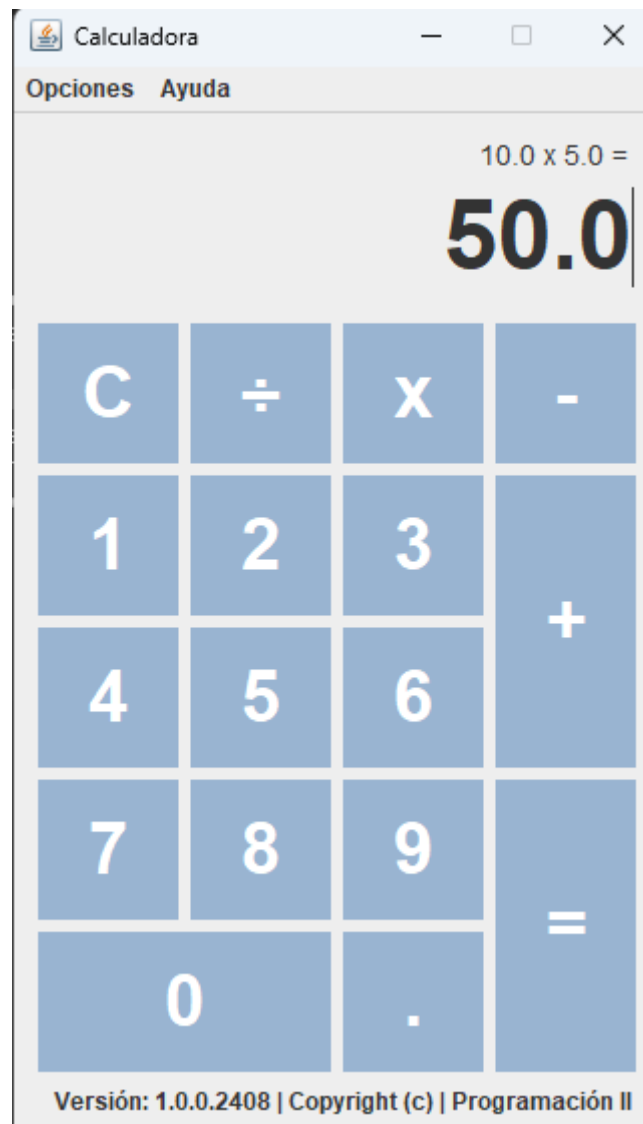 Calculadora
Opciones Ayuda
10.0 x 5.0 =
50.0
C ÷ x -
1 2 3
+
4 5 6
7 8 9
=
0 .
Versión: 1.0.0.2408 | Copyright (c) | Programación II